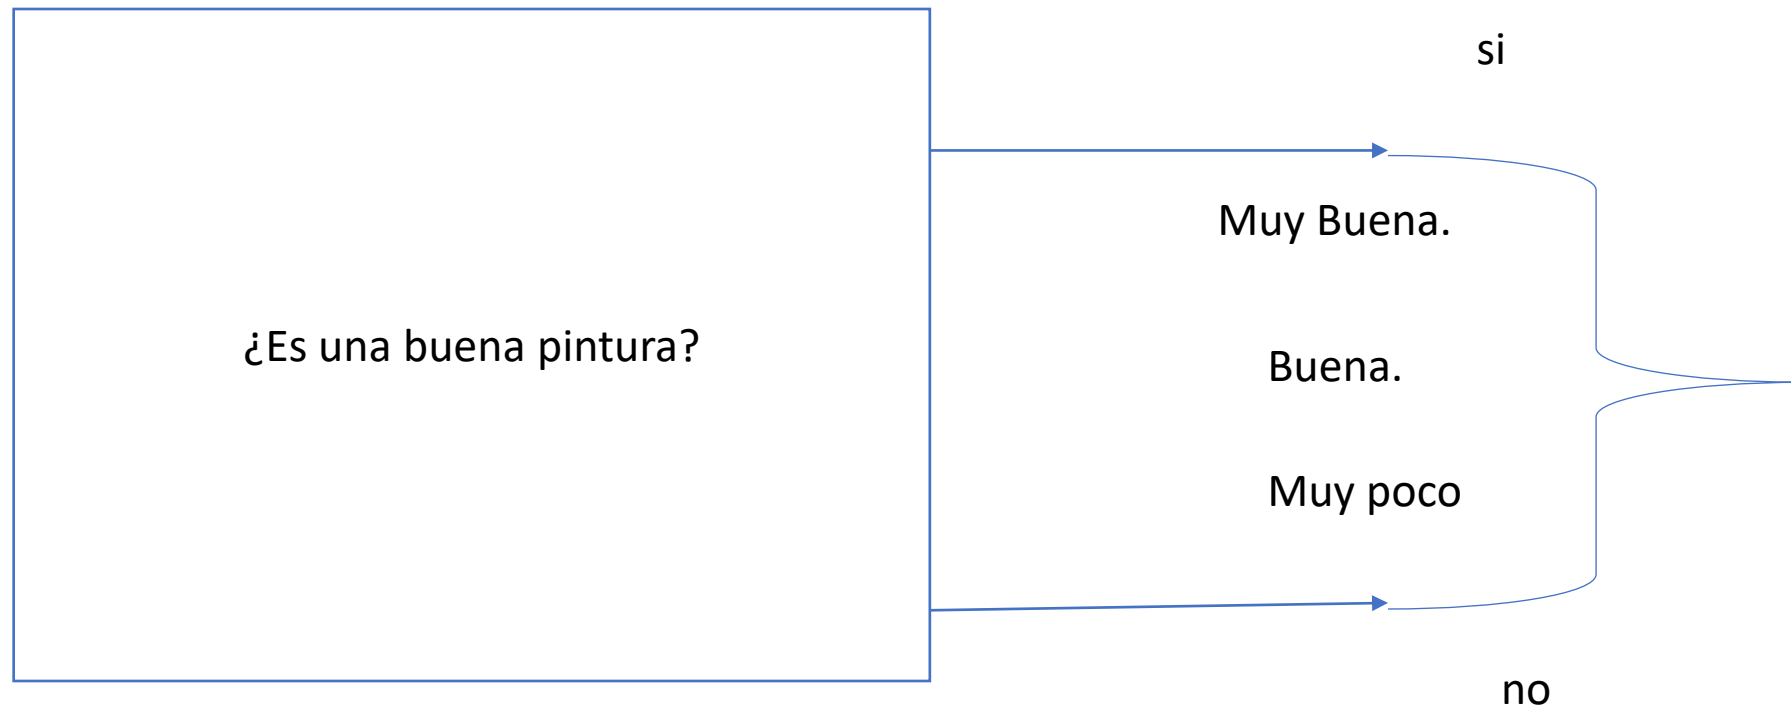 si
Muy Buena.
¿Es una buena pintura?
Buena.
Muy poco
no